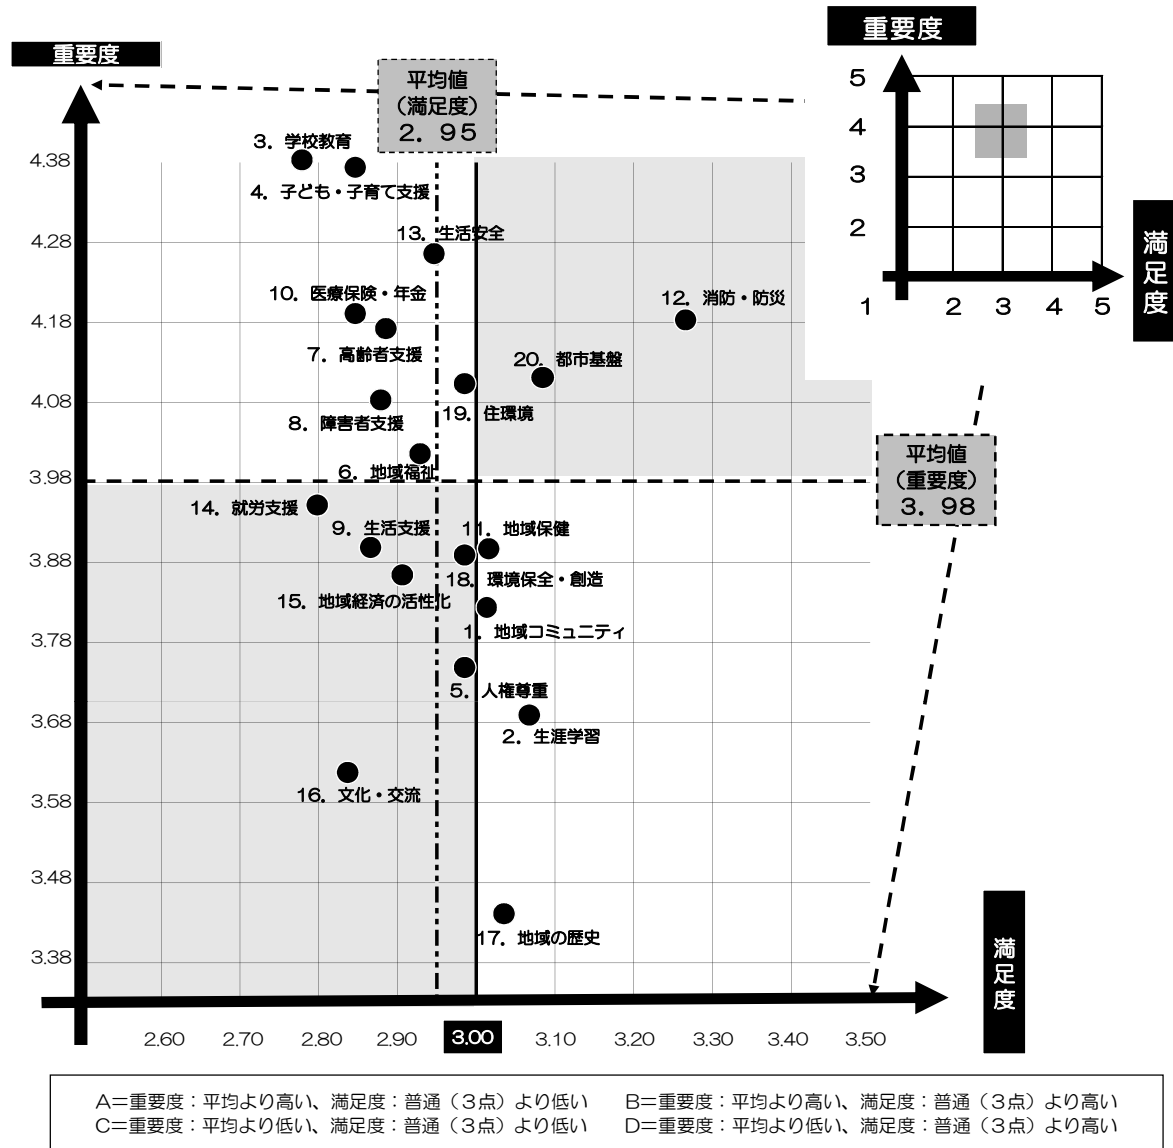 重要度
重要度
平均値
（満足度）
２．９５
5
4
3
2
1
2
3
4
5
満足度
3．学校教育
4．子ども・子育て支援
13．生活安全
10．医療保険・年金
12．消防・防災
7．高齢者支援
20．都市基盤
19．住環境
8．障害者支援
6．地域福祉
平均値
（重要度）
３．９８
14．就労支援
9．生活支援
11．地域保健
18．環境保全・創造
15．地域経済の活性化
1．地域コミュニティ
5．人権尊重
2．生涯学習
16．文化・交流
17．地域の歴史
4.38
4.28
4.18
4.08
3.98
3.88
3.78
3.68
3.58
3.48
3.38
満足度
2.60
2.70
2.80
2.90
3.00
3.10
3.20
3.30
3.40
3.50
A＝重要度：平均より高い、満足度：普通（３点）より低い　B＝重要度：平均より高い、満足度：普通（３点）より高い
C＝重要度：平均より低い、満足度：普通（３点）より低い　D＝重要度：平均より低い、満足度：普通（３点）より高い